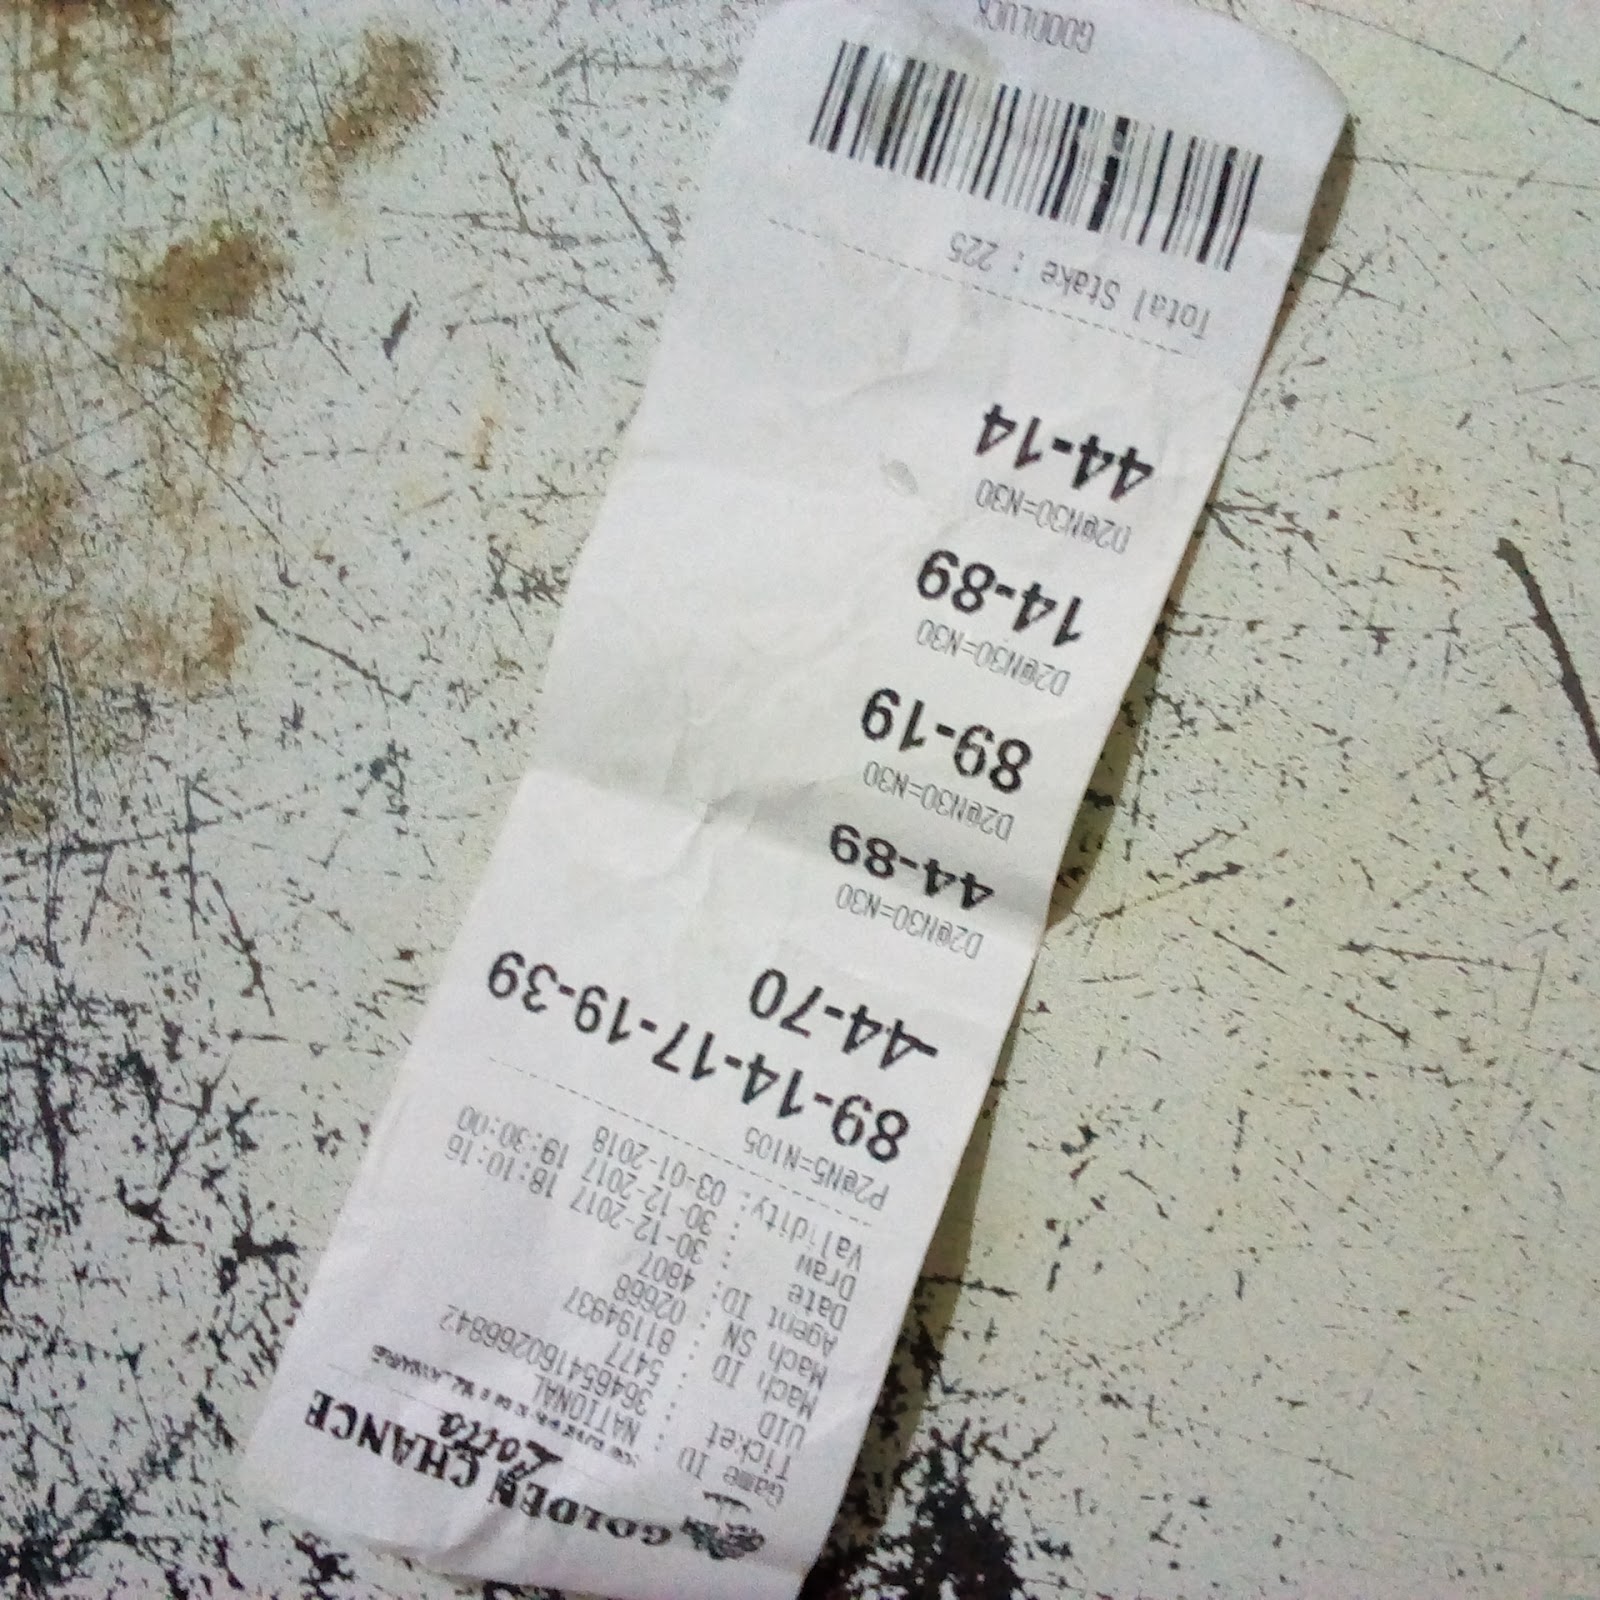 GOLDEN CHANCE
Lotto
Game ID : NATIONAL
Ticket : 36465416026684?
UID : 5477
Mach ID : 81194937
Mach SN : 02668
Agent ID: 4807
Date : 30-12-2017 18:10:16
Draw : 30-12-2017 19:30:00
Validity: 03-01-2018
P2@N5=N105
89-14-17-19-39
-44-70
D2@N30=N30
44-89
D2@N30=N30
89-19
D2@N30=N30
14-89
D2@N30=N30
44-14
Total Stake : 225
GOODLUCK